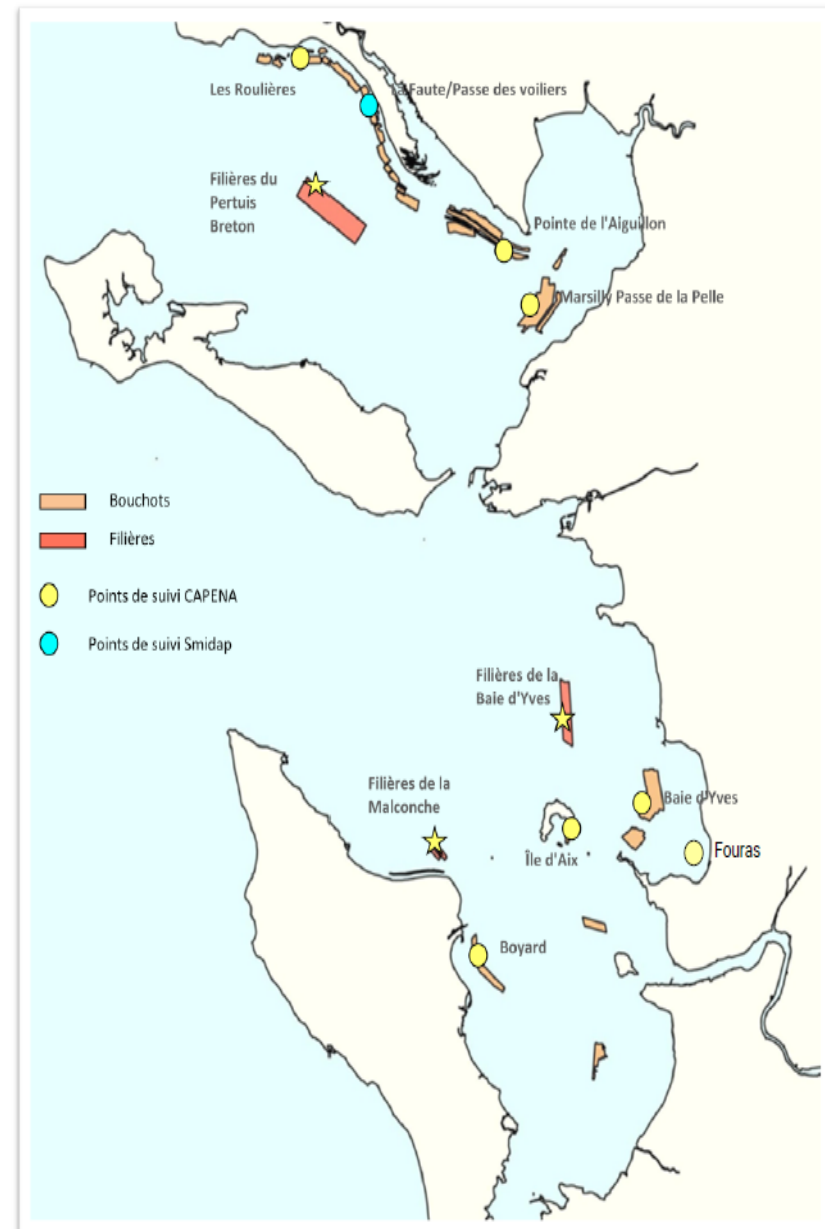 Les Roulières
La Faute/Passe des voiliers
Filières du
Pertuis
Breton
Pointe de l'Aiguillon
Marsilly Passe de la Pelle
Bouchots
Filières
Points de suivi CAPENA
Points de suivi Smidap
Filières de la
Baie d'Yves
Filières de la
Malconche
Baie d'Yves
Île d'Aix
Fouras
Boyard